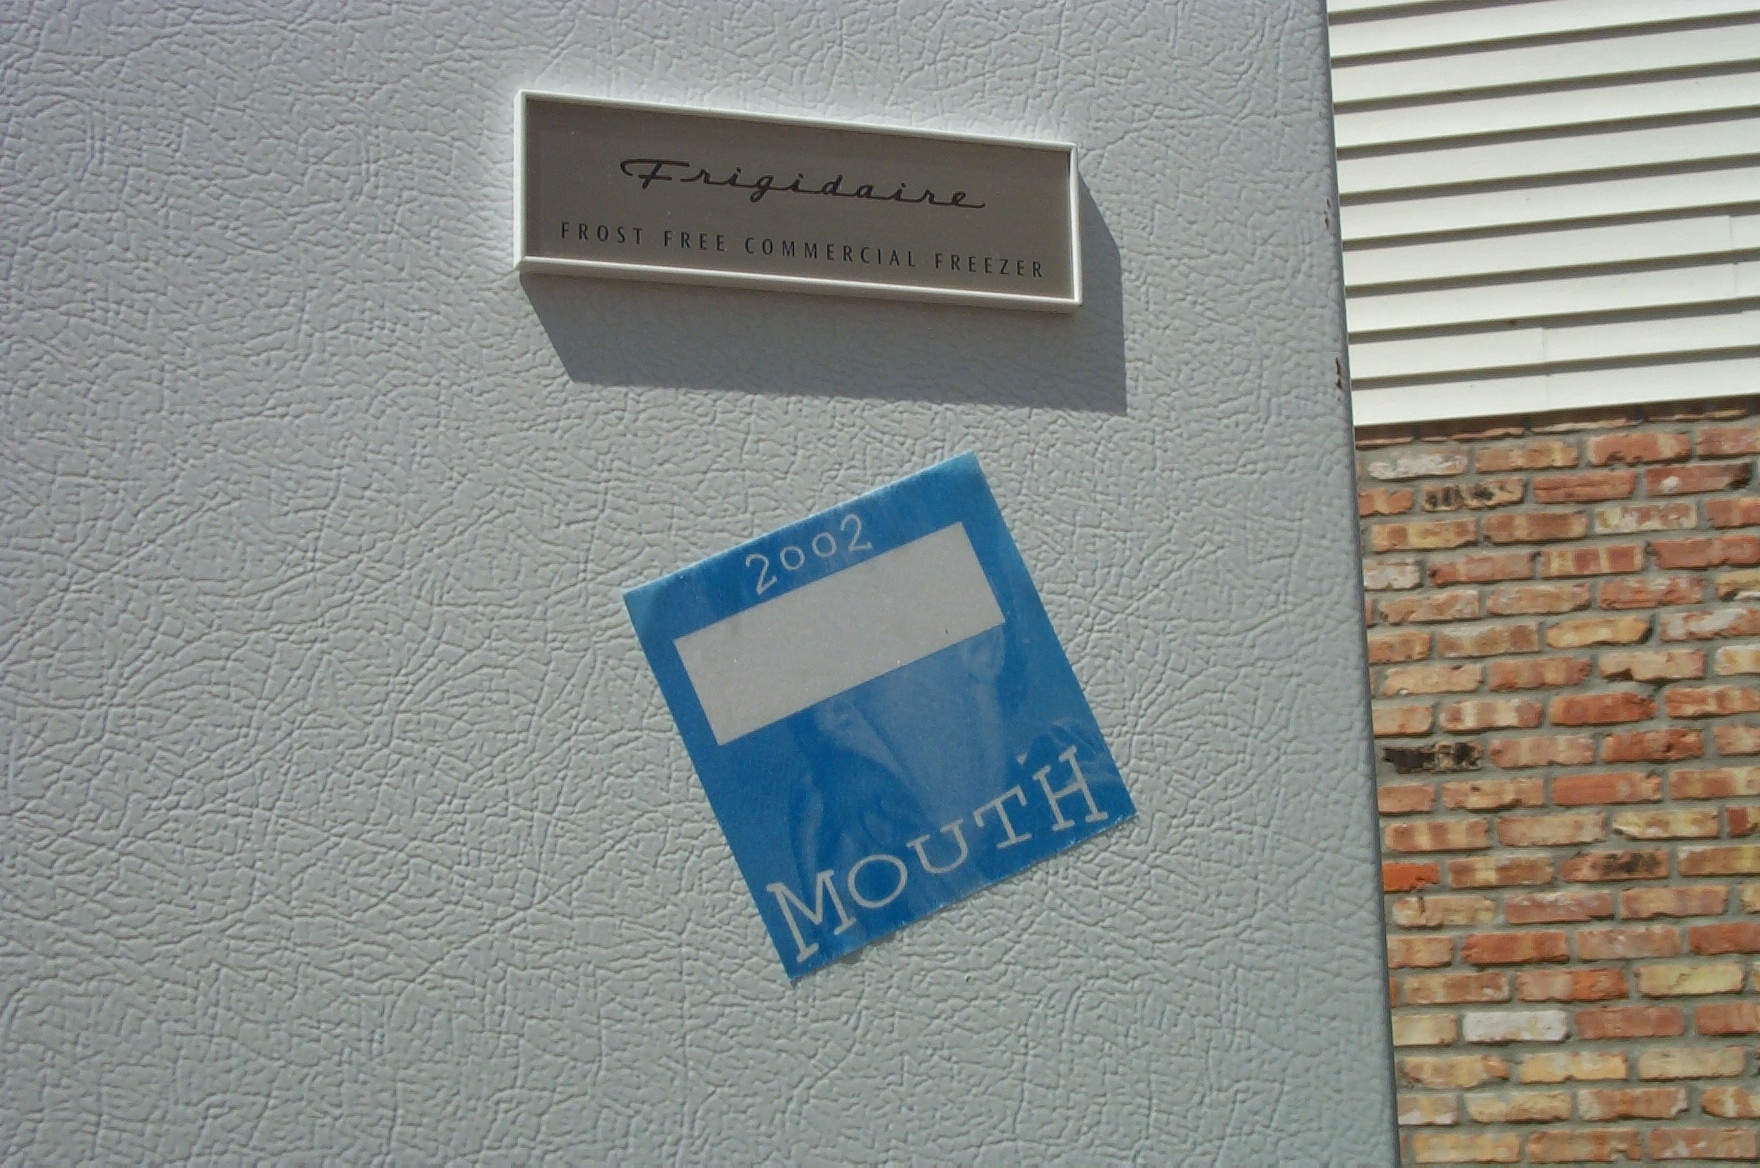 Frigidaire
FROST FREE COMMERCIAL FREEZER
2002
MOUTH